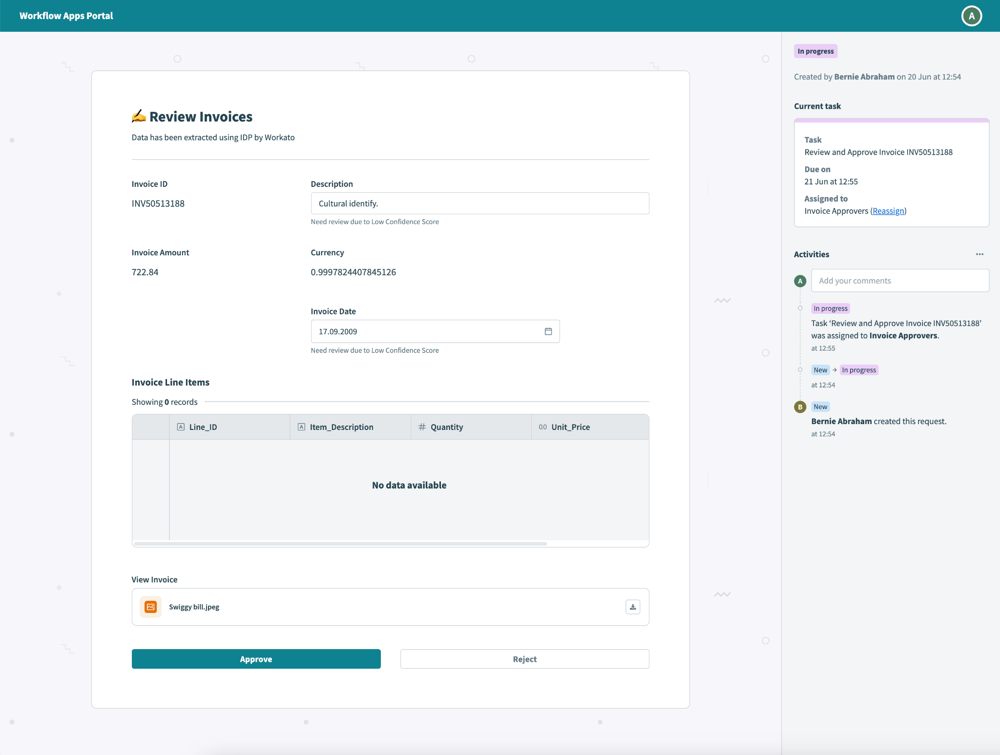 Workflow Apps Portal
A
✍ Review Invoices
Data has been extracted using IDP by Workato
Invoice ID
INV50513188
Description
Cultural identify.
Need review due to Low Confidence Score
Invoice Amount
722.84
Currency
0.9997824407845126
Invoice Date
17.09.2009
Need review due to Low Confidence Score
Invoice Line Items
Showing 0 records
A Line_ID
A Item_Description
# Quantity
00 Unit_Price
No data available
View Invoice
Swiggy bill.jpeg
Approve
Reject
In progress
Created by Bernie Abraham on 20 Jun at 12:54
Current task
Task
Review and Approve Invoice INV50513188
Due on
21 Jun at 12:55
Assigned to
Invoice Approvers (Reassign)
Activities
A
Add your comments
In progress
Task ‘Review and Approve Invoice INV50513188’
was assigned to Invoice Approvers.
at 12:55
New → In progress
at 12:54
B
New
Bernie Abraham created this request.
at 12:54